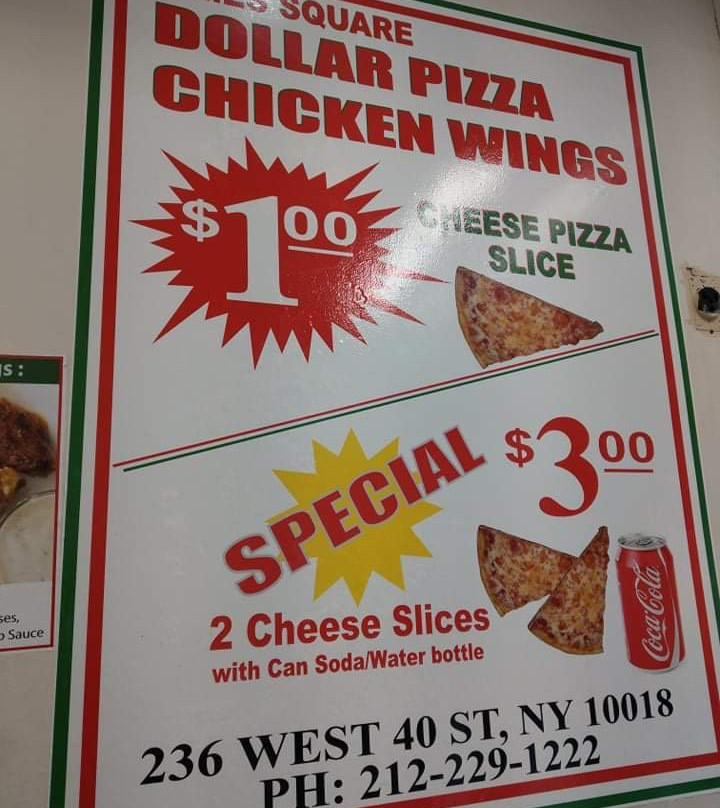 SQUARE
DOLLAR PIZZA
CHICKEN WINGS
$1.00
CHEESE PIZZA
SLICE
SPECIAL
$3.00
2 Cheese Slices
with Can Soda/Water bottle
Coca-Cola
236 WEST 40 ST, NY 10018
PH: 212-229-1222
Sauce